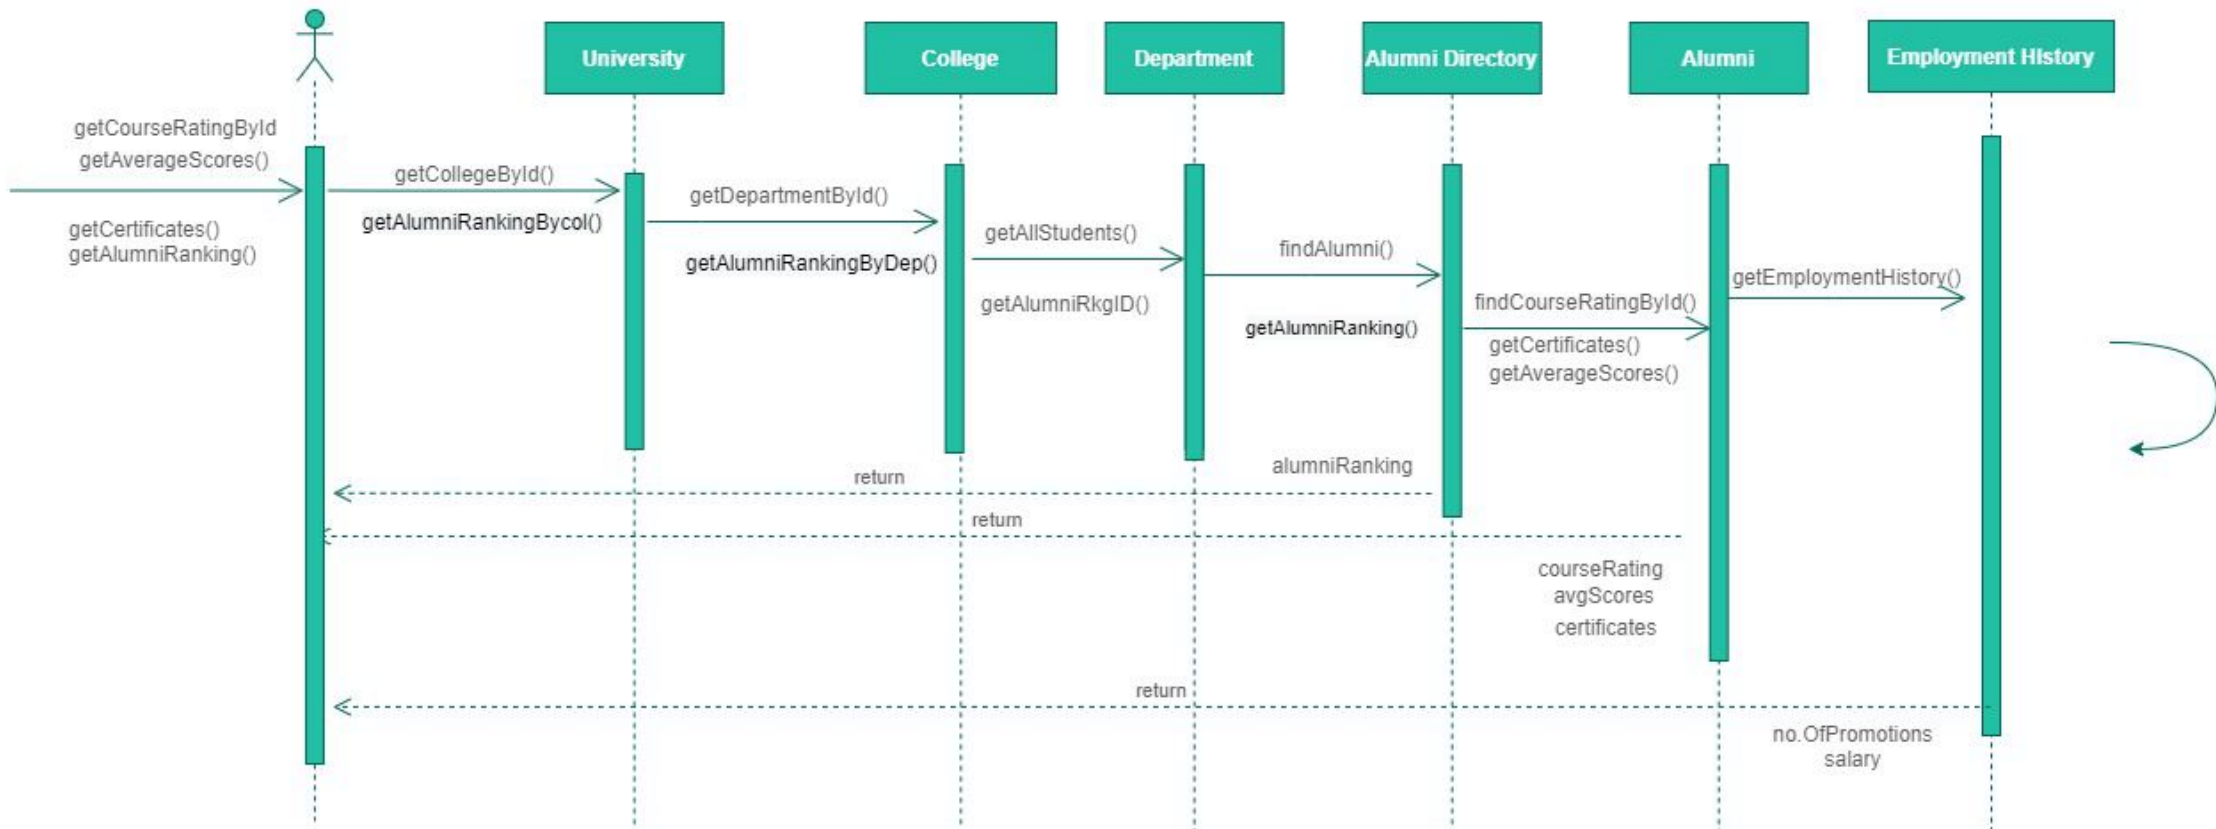 University
College
Department
Alumni Directory
Alumni
Employment HIstory
getCourseRatingById
getAverageScores()
getCertificates()
getAlumniRanking()
getCollegeById()
getAlumniRankingBycol()
getDepartmentById()
getAlumniRankingByDep()
getAllStudents()
getAlumniRkgID()
findAlumni()
getAlumniRanking()
findCourseRatingById()
getCertificates()
getAverageScores()
getEmploymentHistory()
alumniRanking
return
return
courseRating
avgScores
certificates
return
no.OfPromotions
salary